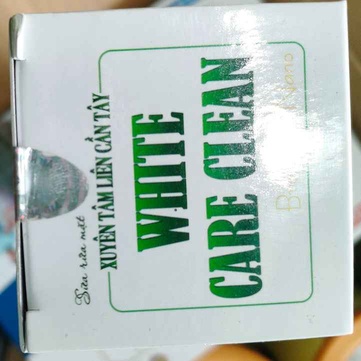 Sữa rửa mặt
XUYÊN TÂM LIÊN CẦN TÂY
WHITE
CARE CLEAN